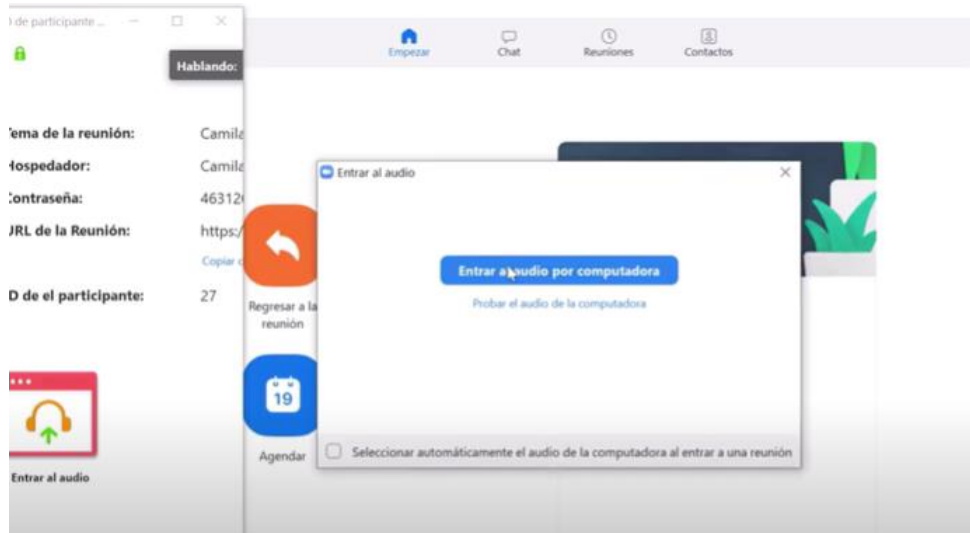 de participante ...
Hablando:
Empezar
Chat
Reuniones
Contactos
Tema de la reunión:
Camila
Hospedador:
Camila
Contraseña:
46312
URL de la Reunión:
https:/
Copiar
ID de el participante:
27
Entrar al audio
Regresar a la
reunión
19
Agendar
Entrar al audio
Entrar al audio por computadora
Probar el audio de la computadora
Seleccionar automáticamente el audio de la computadora al entrar a una reunión